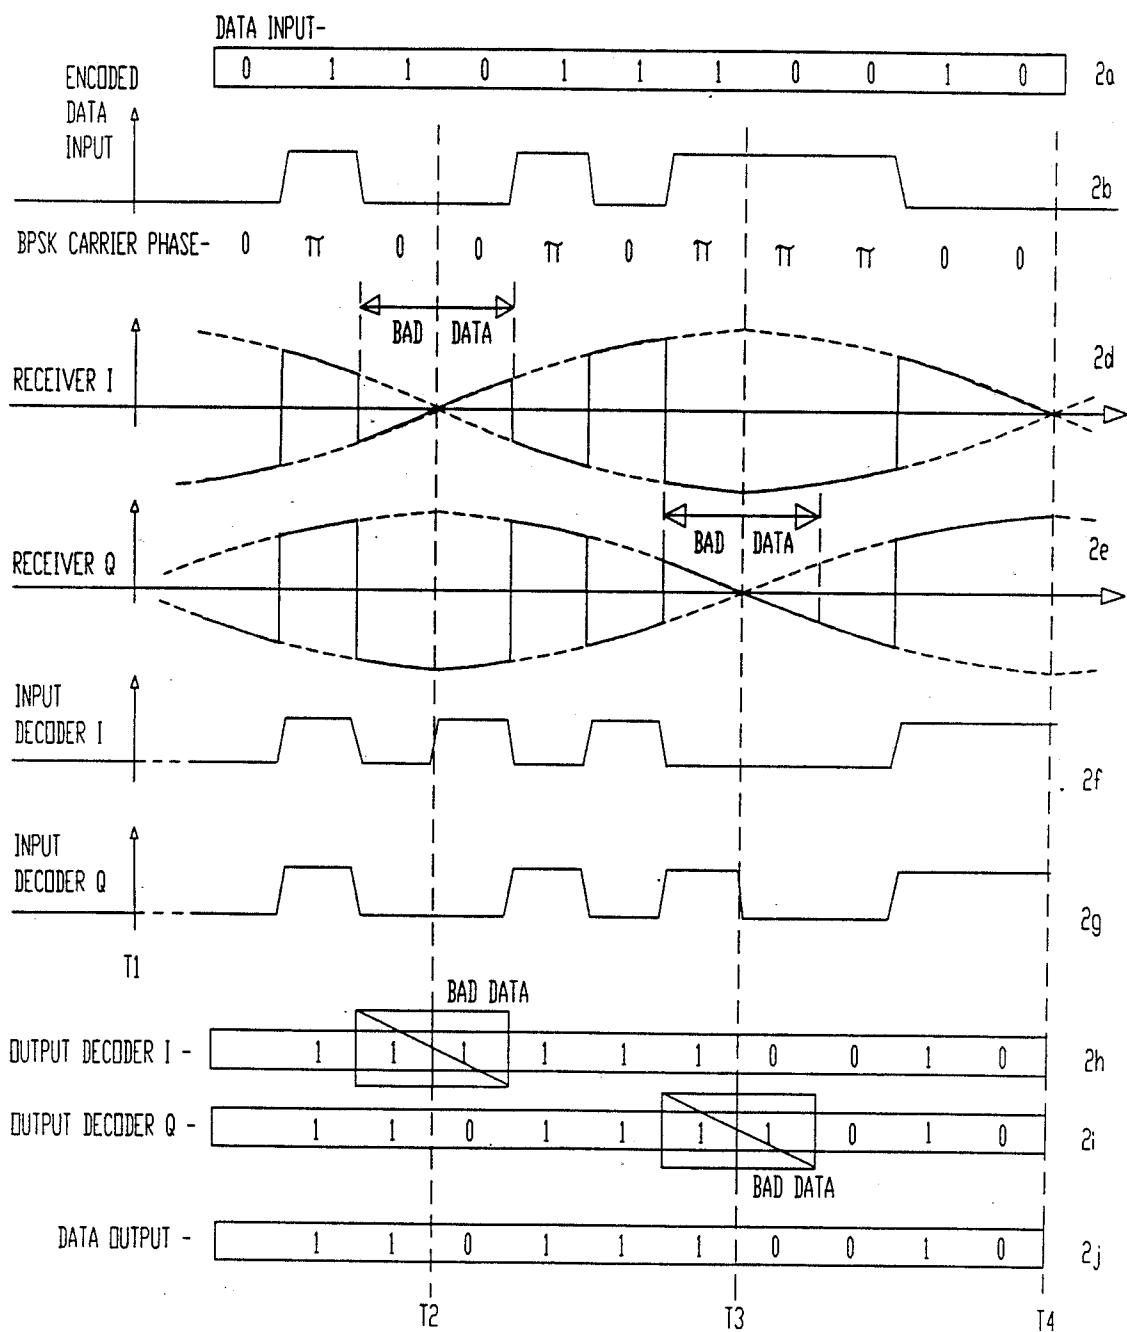 DATA INPUT-
0 1 1 0 1 1 1 0 0 1 0 2a
ENCODED
DATA
INPUT
2b
BPSK CARRIER PHASE- 0 π 0 0 π 0 π π π 0 0
BAD DATA
2d
RECEIVER I
BAD DATA
2e
RECEIVER Q
INPUT
DECODER I
2f
INPUT
DECODER Q
2g
T1
BAD DATA
OUTPUT DECODER I - 1 1 1 1 1 1 0 0 1 0 2h
OUTPUT DECODER Q - 1 1 0 1 1 1 1 0 1 0 2i
BAD DATA
DATA OUTPUT - 1 1 0 1 1 1 0 0 1 0 2j
T2 T3 T4